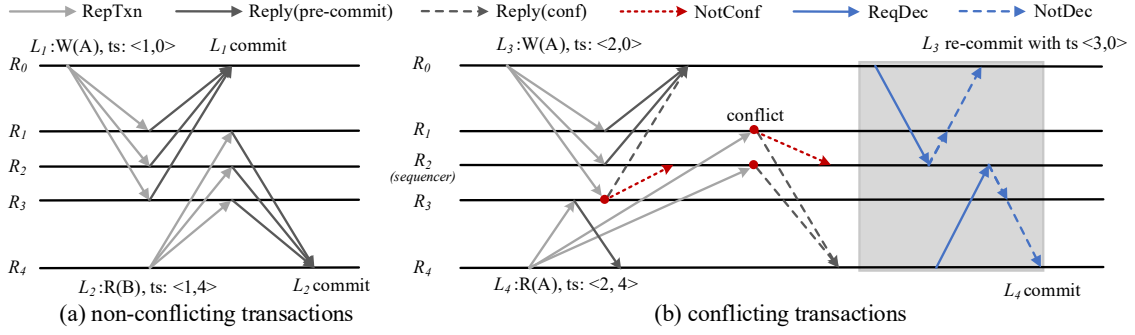 RepTxn Reply(pre-commit) Reply(conf) NotConf ReqDec NotDec
L1:W(A), ts: <1,0> L1 commit
L3:W(A), ts: <2,0>
L3 re-commit with ts <3,0>
R0
R0
R1
conflict
R1
R2
R2
(sequencer)
R3
R3
R4
R4
L2:R(B), ts: <1,4> L2 commit
L4:R(A), ts: <2, 4>
L4 commit
(a) non-conflicting transactions
(b) conflicting transactions